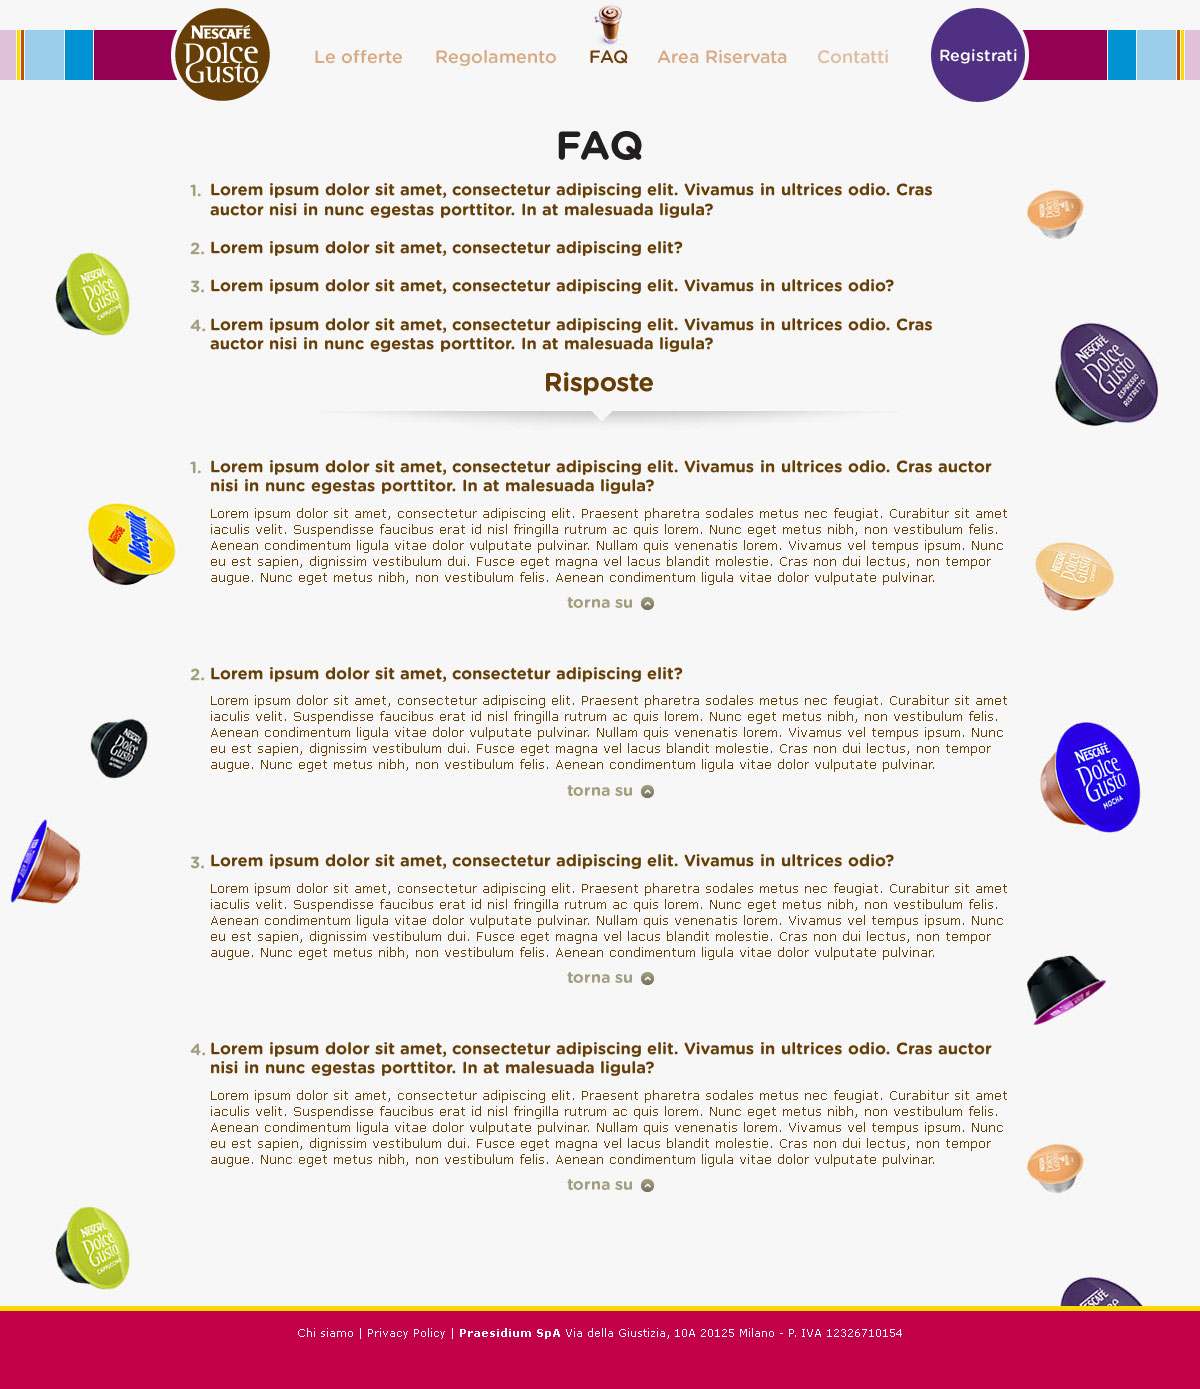 NESCAFÉ
Dolce
Gusto
Le offerte
Regolamento
FAQ
Area Riservata
Contatti
Registrati
FAQ
1. Lorem ipsum dolor sit amet, consectetur adipiscing elit. Vivamus in ultrices odio. Cras
auctor nisi in nunc egestas porttitor. In at malesuada ligula?
2. Lorem ipsum dolor sit amet, consectetur adipiscing elit?
3. Lorem ipsum dolor sit amet, consectetur adipiscing elit. Vivamus in ultrices odio?
4. Lorem ipsum dolor sit amet, consectetur adipiscing elit. Vivamus in ultrices odio. Cras
auctor nisi in nunc egestas porttitor. In at malesuada ligula?
NESCAFÉ
Dolce
Gusto
CAPPUCCINO
NESCAFÉ
Dolce
Gusto
ESPRESSO
RISTRETTO
Risposte
1. Lorem ipsum dolor sit amet, consectetur adipiscing elit. Vivamus in ultrices odio. Cras auctor
nisi in nunc egestas porttitor. In at malesuada ligula?
Lorem ipsum dolor sit amet, consectetur adipiscing elit. Praesent pharetra sodales metus nec feugiat. Curabitur sit amet
iaculis velit. Suspendisse faucibus erat id nisl fringilla rutrum ac quis lorem. Nunc eget metus nibh, non vestibulum felis.
Aenean condimentum ligula vitae dolor vulputate pulvinar. Nullam quis venenatis lorem. Vivamus vel tempus ipsum. Nunc
eu est sapien, dignissim vestibulum dui. Fusce eget magna vel lacus blandit molestie. Cras non dui lectus, non tempor
augue. Nunc eget metus nibh, non vestibulum felis. Aenean condimentum ligula vitae dolor vulputate pulvinar.
torna su
Nestlé
Nesquik
Dolce
Gusto
2. Lorem ipsum dolor sit amet, consectetur adipiscing elit?
Lorem ipsum dolor sit amet, consectetur adipiscing elit. Praesent pharetra sodales metus nec feugiat. Curabitur sit amet
iaculis velit. Suspendisse faucibus erat id nisl fringilla rutrum ac quis lorem. Nunc eget metus nibh, non vestibulum felis.
Aenean condimentum ligula vitae dolor vulputate pulvinar. Nullam quis venenatis lorem. Vivamus vel tempus ipsum. Nunc
eu est sapien, dignissim vestibulum dui. Fusce eget magna vel lacus blandit molestie. Cras non dui lectus, non tempor
augue. Nunc eget metus nibh, non vestibulum felis. Aenean condimentum ligula vitae dolor vulputate pulvinar.
torna su
NESCAFÉ
Dolce
Gusto
NESCAFÉ
Dolce
Gusto
MOCHA
3. Lorem ipsum dolor sit amet, consectetur adipiscing elit. Vivamus in ultrices odio?
Lorem ipsum dolor sit amet, consectetur adipiscing elit. Praesent pharetra sodales metus nec feugiat. Curabitur sit amet
iaculis velit. Suspendisse faucibus erat id nisl fringilla rutrum ac quis lorem. Nunc eget metus nibh, non vestibulum felis.
Aenean condimentum ligula vitae dolor vulputate pulvinar. Nullam quis venenatis lorem. Vivamus vel tempus ipsum. Nunc
eu est sapien, dignissim vestibulum dui. Fusce eget magna vel lacus blandit molestie. Cras non dui lectus, non tempor
augue. Nunc eget metus nibh, non vestibulum felis. Aenean condimentum ligula vitae dolor vulputate pulvinar.
torna su
4. Lorem ipsum dolor sit amet, consectetur adipiscing elit. Vivamus in ultrices odio. Cras auctor
nisi in nunc egestas porttitor. In at malesuada ligula?
Lorem ipsum dolor sit amet, consectetur adipiscing elit. Praesent pharetra sodales metus nec feugiat. Curabitur sit amet
iaculis velit. Suspendisse faucibus erat id nisl fringilla rutrum ac quis lorem. Nunc eget metus nibh, non vestibulum felis.
Aenean condimentum ligula vitae dolor vulputate pulvinar. Nullam quis venenatis lorem. Vivamus vel tempus ipsum. Nunc
eu est sapien, dignissim vestibulum dui. Fusce eget magna vel lacus blandit molestie. Cras non dui lectus, non tempor
augue. Nunc eget metus nibh, non vestibulum felis. Aenean condimentum ligula vitae dolor vulputate pulvinar.
torna su
NESCAFÉ
Dolce
Gusto
CAPPUCCINO
Chi siamo | Privacy Policy | Praesidium SpA Via della Giustizia, 10A 20125 Milano - P. IVA 12326710154